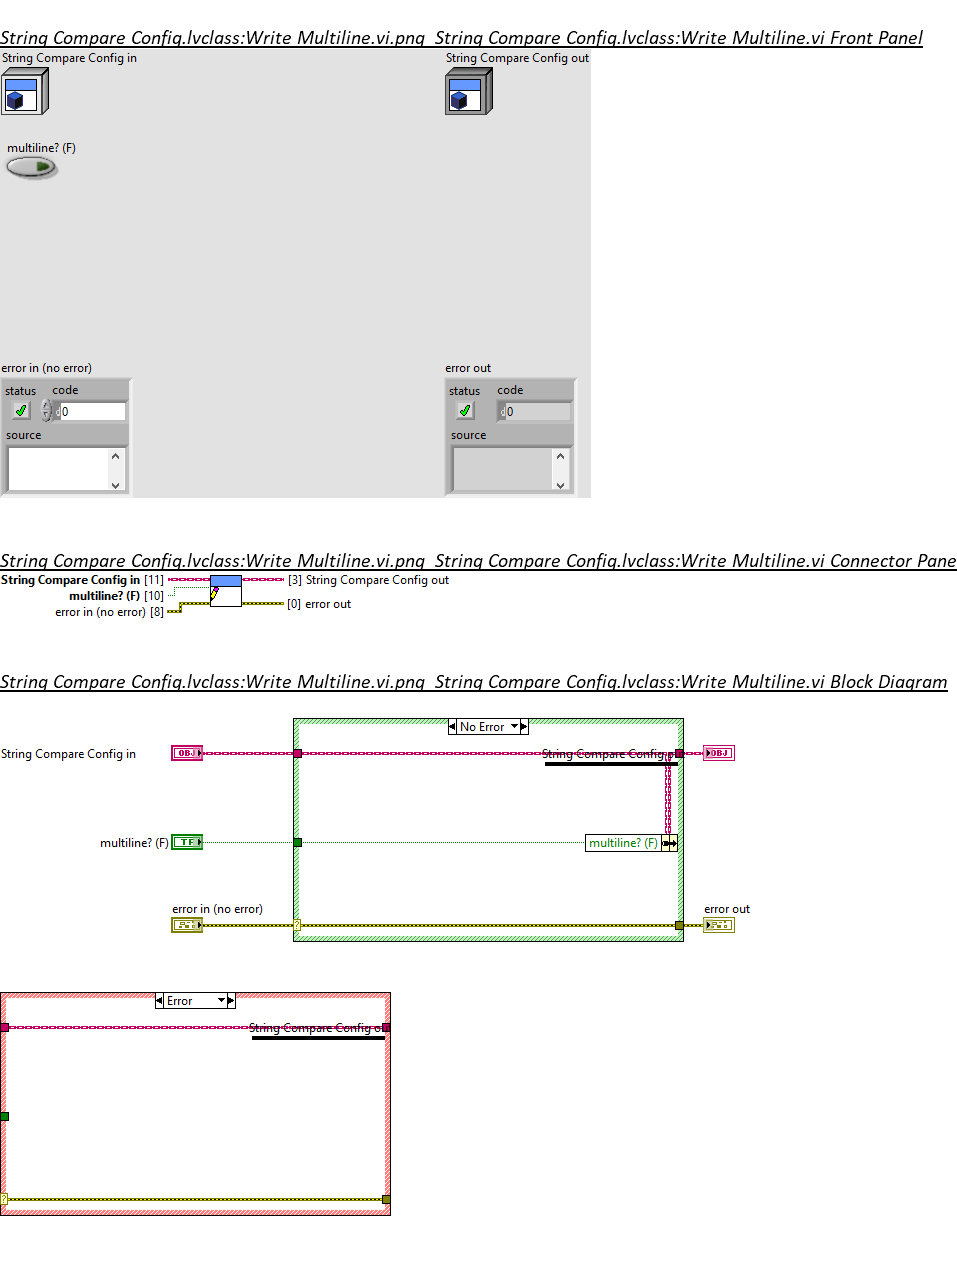 String Compare Config.lvclass:Write Multiline.vi.png  String Compare Config.lvclass:Write Multiline.vi Front Panel
String Compare Config in
String Compare Config out
multiline? (F)
error in (no error)
status code
d 0
source
error out
status code
d 0
source
String Compare Config.lvclass:Write Multiline.vi.png  String Compare Config.lvclass:Write Multiline.vi Connector Pane
String Compare Config in [11]
[3] String Compare Config out
multiline? (F) [10]
[0] error out
error in (no error) [8]
String Compare Config.lvclass:Write Multiline.vi.png  String Compare Config.lvclass:Write Multiline.vi Block Diagram
No Error
String Compare Config in
OBJ
String Compare Config
OBJ
multiline? (F)
TF
multiline? (F)
error in (no error)
error out
?
Error
String Compare Config
?